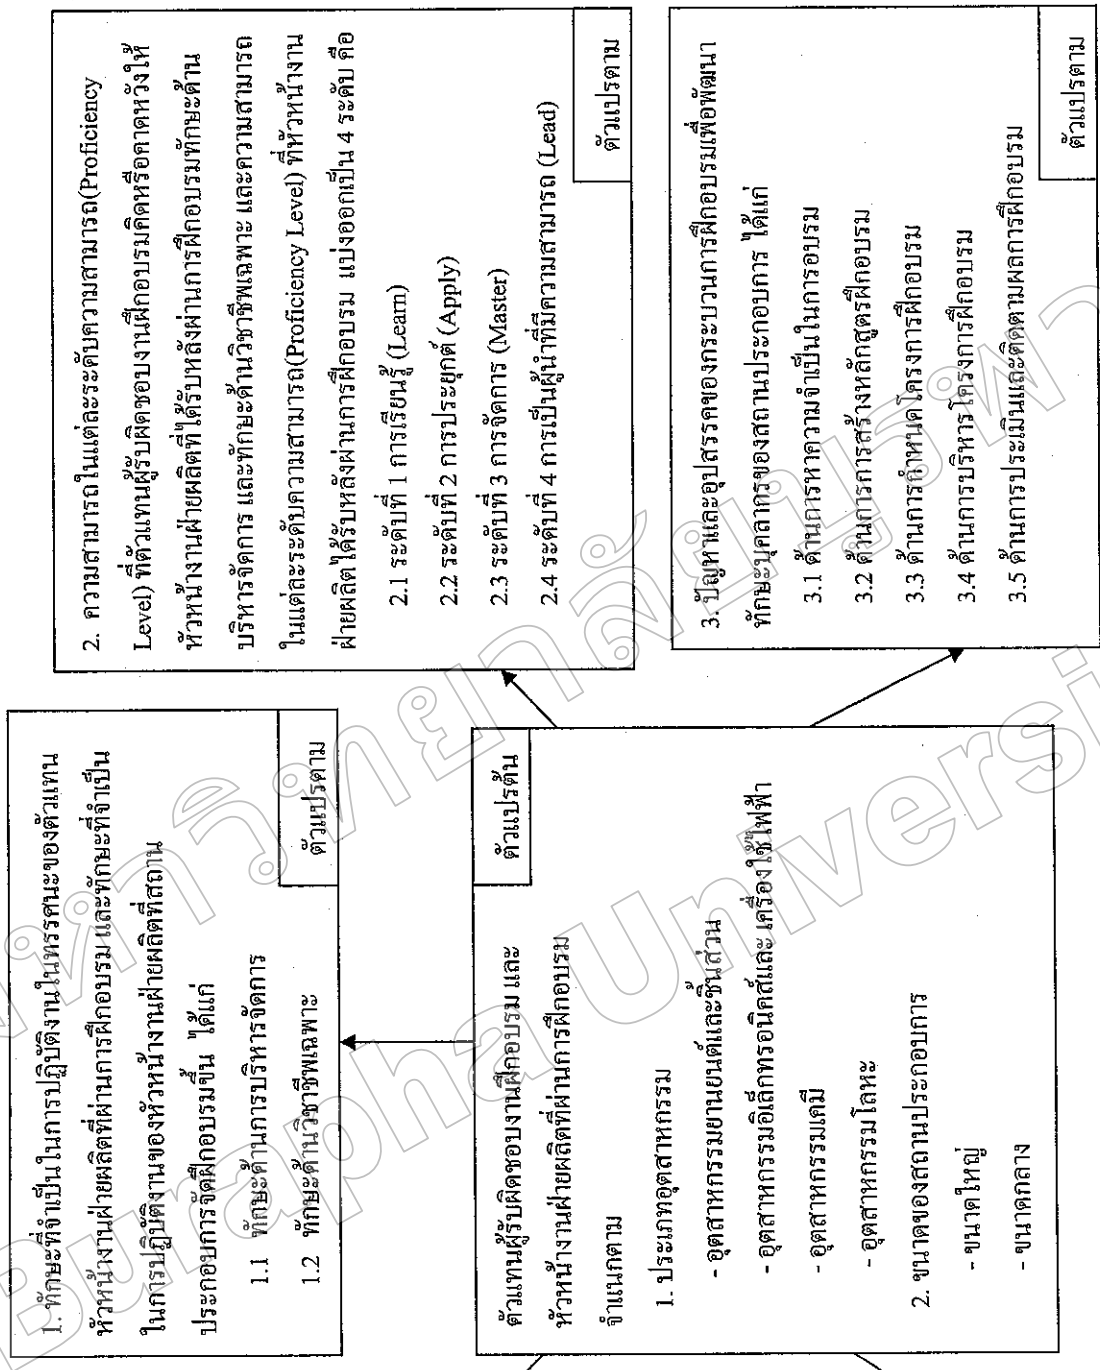 1. ทักษะที่จำเป็นในการปฏิบัติงานในทรรศนะของตัวแทน
หัวหน้างานฝ่ายผลิตที่ผ่านการฝึกอบรม และทักษะที่จำเป็น
ในการปฏิบัติงานของหัวหน้างานฝ่ายผลิตที่สถาน
ประกอบการจัดฝึกอบรมขึ้น ได้แก่
1.1 ทักษะด้านการบริหารจัดการ
1.2 ทักษะด้านวิชาชีพเฉพาะ
ตัวแปรตาม
2. ความสามารถในแต่ละระดับความสามารถ(Proficiency
Level) ที่ตัวแทนผู้รับผิดชอบงานฝึกอบรมคิดหรือคาดหวังให้
หัวหน้างานฝ่ายผลิตที่ได้รับหลังผ่านการฝึกอบรมทักษะด้าน
บริหารจัดการ และทักษะด้านวิชาชีพเฉพาะ และความสามารถ
ในแต่ละระดับความสามารถ(Proficiency Level) ที่หัวหน้างาน
ฝ่ายผลิตได้รับหลังผ่านการฝึกอบรม แบ่งออกเป็น 4 ระดับ คือ
2.1 ระดับที่ 1 การเรียนรู้ (Learn)
2.2 ระดับที่ 2 การประยุกต์ (Apply)
2.3 ระดับที่ 3 การจัดการ (Master)
2.4 ระดับที่ 4 การเป็นผู้นำที่มีความสามารถ (Lead)
ตัวแปรตาม
ตัวแปรต้น
ตัวแทนผู้รับผิดชอบงานฝึกอบรม และ
หัวหน้างานฝ่ายผลิตที่ผ่านการฝึกอบรม
จำแนกตาม
1. ประเภทอุตสาหกรรม
- อุตสาหกรรมยานยนต์และชิ้นส่วน
- อุตสาหกรรมอิเล็กทรอนิคส์และ เครื่องใช้ไฟฟ้า
- อุตสาหกรรมเคมี
- อุตสาหกรรมโลหะ
2. ขนาดของสถานประกอบการ
- ขนาดใหญ่
- ขนาดกลาง
3. ปัญหาและอุปสรรคของกระบวนการฝึกอบรมเพื่อพัฒนา
ทักษะบุคลากรของสถานประกอบการ ได้แก่
3.1 ด้านการหาความจำเป็นในการอบรม
3.2 ด้านการการสร้างหลักสูตรฝึกอบรม
3.3 ด้านการกำหนดโครงการฝึกอบรม
3.4 ด้านการบริหารโครงการฝึกอบรม
3.5 ด้านการประเมินและติดตามผลการฝึกอบรม
ตัวแปรตาม
Burapha Universi